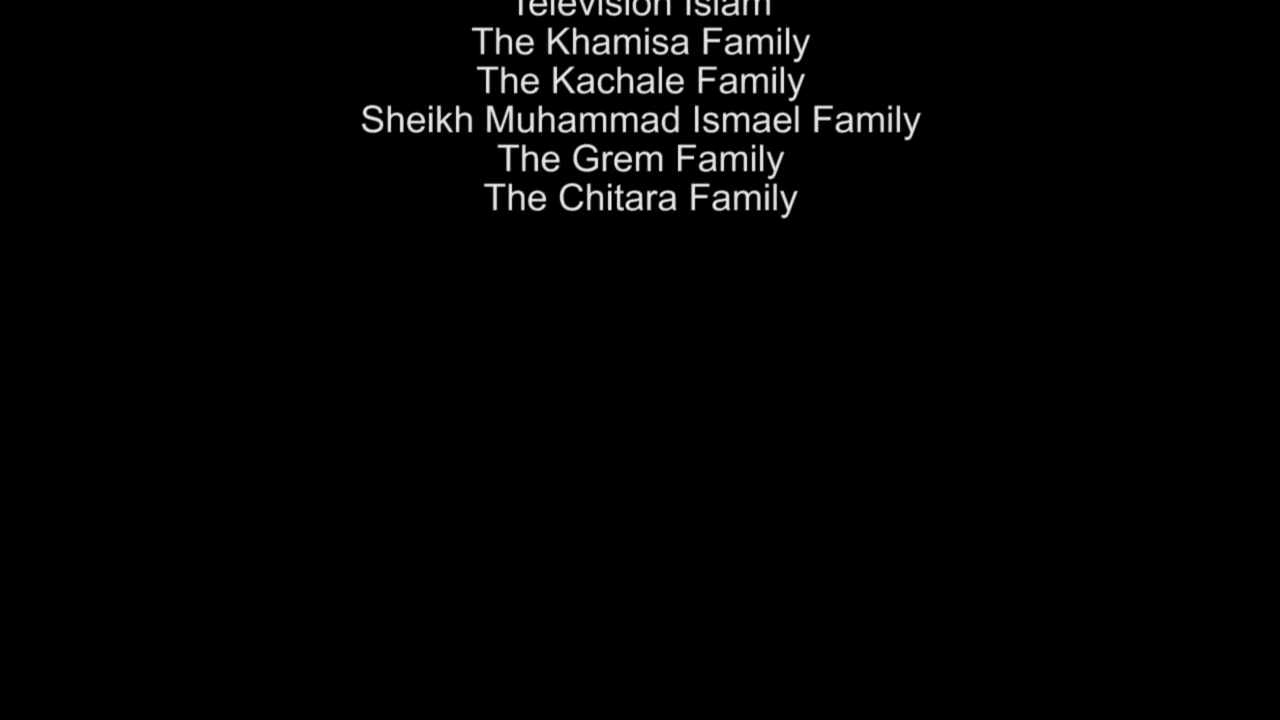 Television Islam
The Khamisa Family
The Kachale Family
Sheikh Muhammad Ismael Family
The Grem Family
The Chitara Family